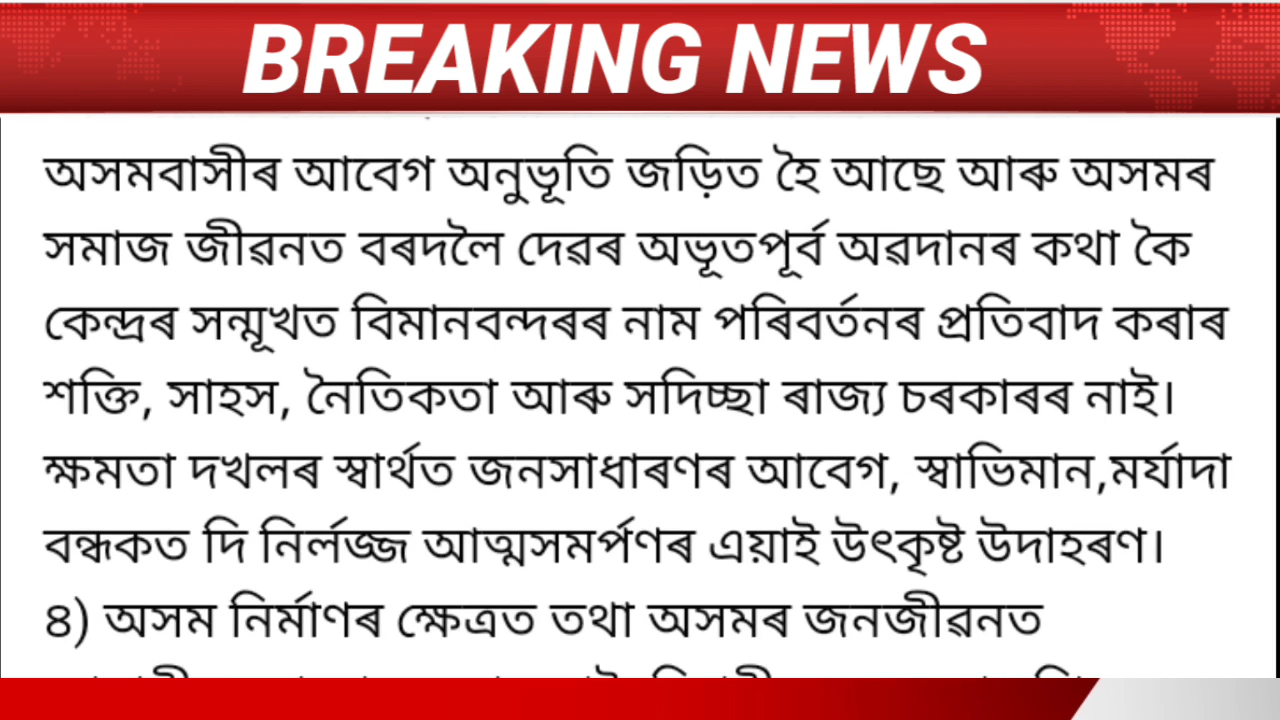 BREAKING NEWS
অসমবাসীৰ আবেগ অনুভূতি জড়িত হৈ আছে আৰু অসমৰ
সমাজ জীৱনত বৰদলৈ দেৱৰ অভূতপূৰ্ব অৱদানৰ কথা কৈ
কেন্দ্ৰৰ সন্মূখত বিমানবন্দৰৰ নাম পৰিবৰ্তনৰ প্ৰতিবাদ কৰাৰ
শক্তি, সাহস, নৈতিকতা আৰু সদিচ্ছা ৰাজ্য চৰকাৰৰ নাই।
ক্ষমতা দখলৰ স্বাৰ্থত জনসাধাৰণৰ আবেগ, স্বাভিমান,মৰ্যাদা
বন্ধকত দি নিৰ্লজ্জ আত্মসমৰ্পণৰ এয়াই উৎকৃষ্ট উদাহৰণ।
৪) অসম নিৰ্মাণৰ ক্ষেত্ৰত তথা অসমৰ জনজীৱনত